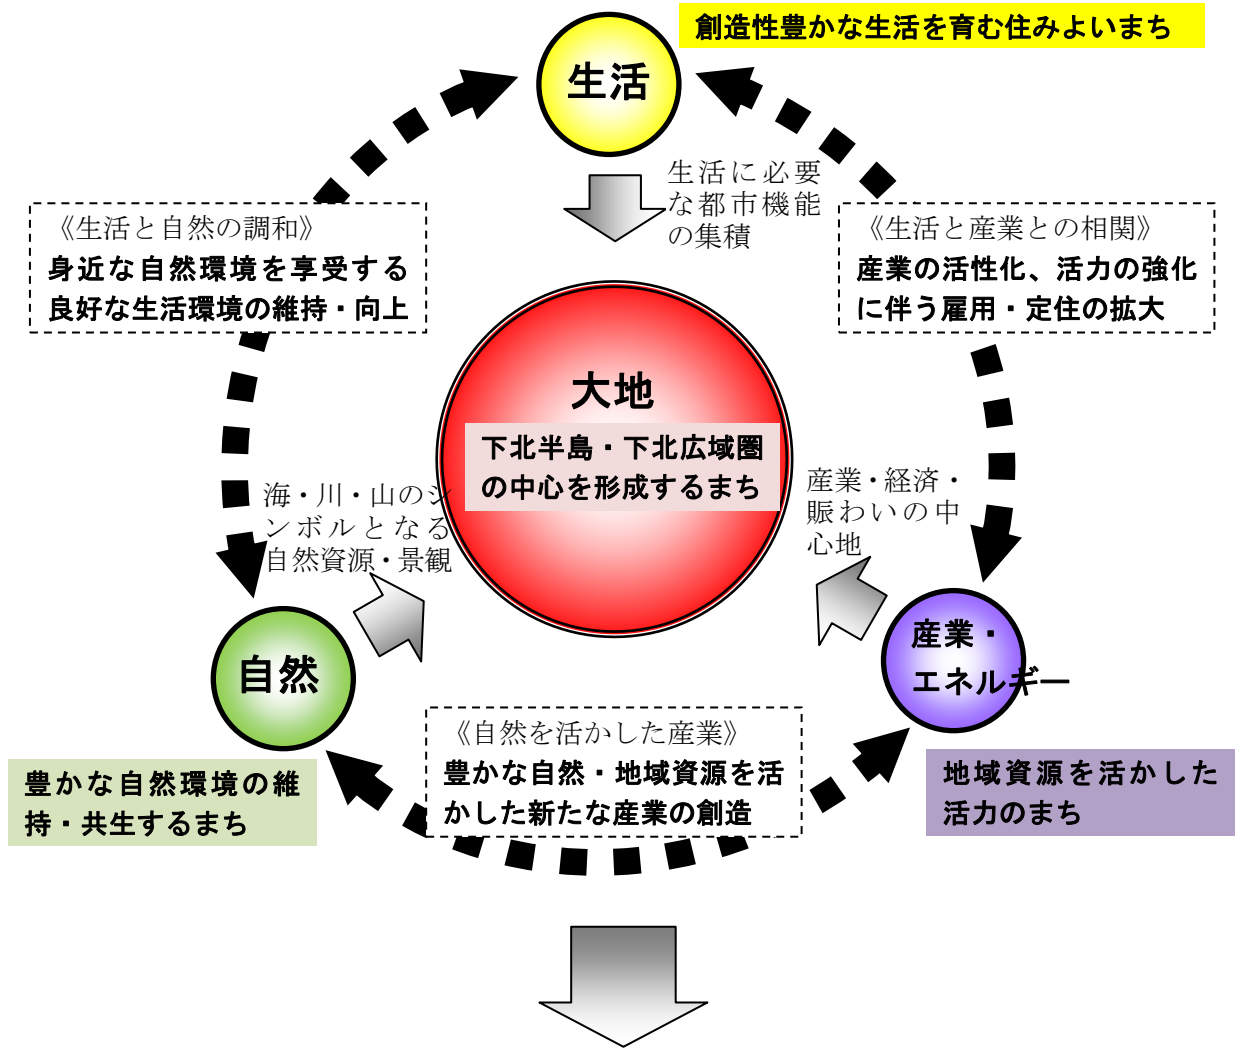 創造性豊かな生活を育む住みよいまち
生活
生活に必要
な都市機能
の集積
《生活と自然の調和》
身近な自然環境を享受する
良好な生活環境の維持・向上
《生活と産業との相関》
産業の活性化、活力の強化
に伴う雇用・定住の拡大
大地
下北半島・下北広域圏
の中心を形成するまち
海・川・山のシ
ンボルとなる
自然資源・景観
産業・経済・
賑わいの中
心地
自然
産業・
エネルギー
《自然を活かした産業》
豊かな自然・地域資源を活
かした新たな産業の創造
豊かな自然環境の維
持・共生するまち
地域資源を活かした
活力のまち